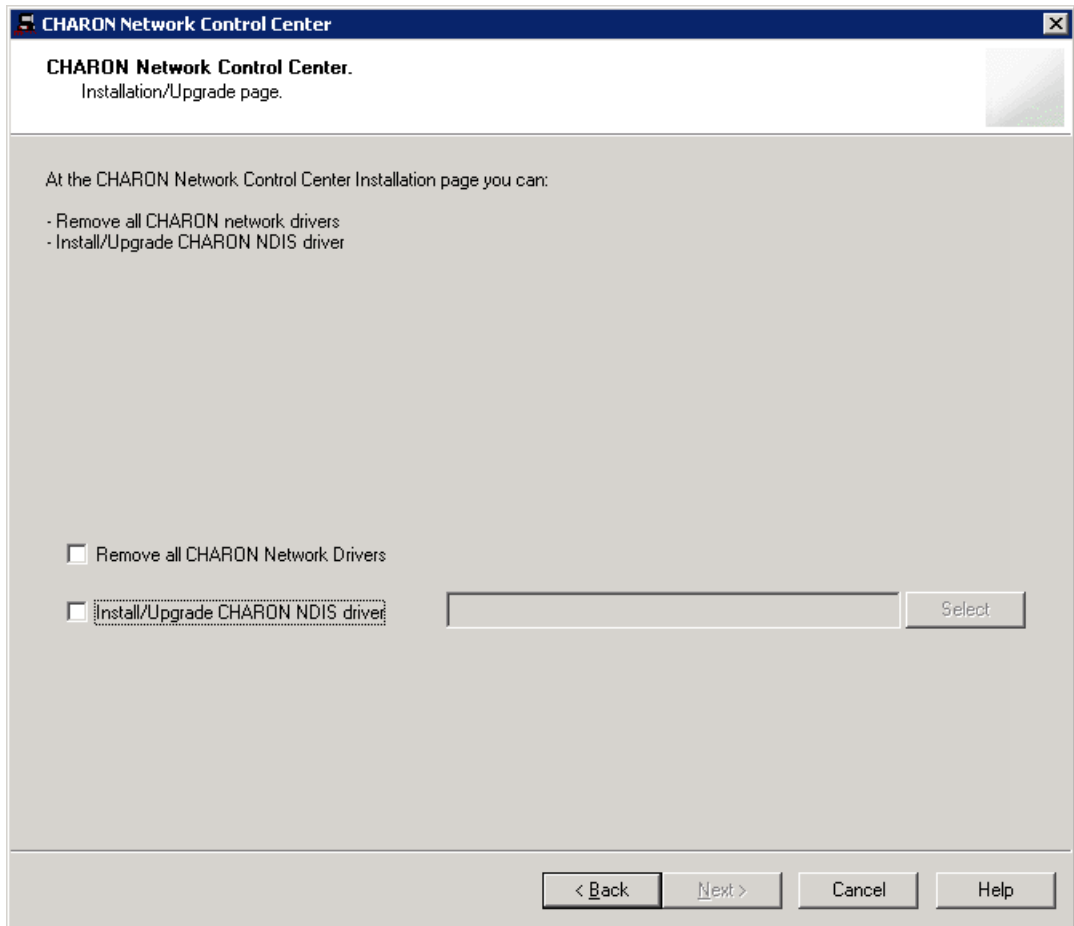 CHARON Network Control Center
CHARON Network Control Center.
Installation/Upgrade page.
At the CHARON Network Control Center Installation page you can:
- Remove all CHARON network drivers
- Install/Upgrade CHARON NDIS driver
Remove all CHARON Network Drivers
Install/Upgrade CHARON NDIS driver
Select
< Back
Next >
Cancel
Help